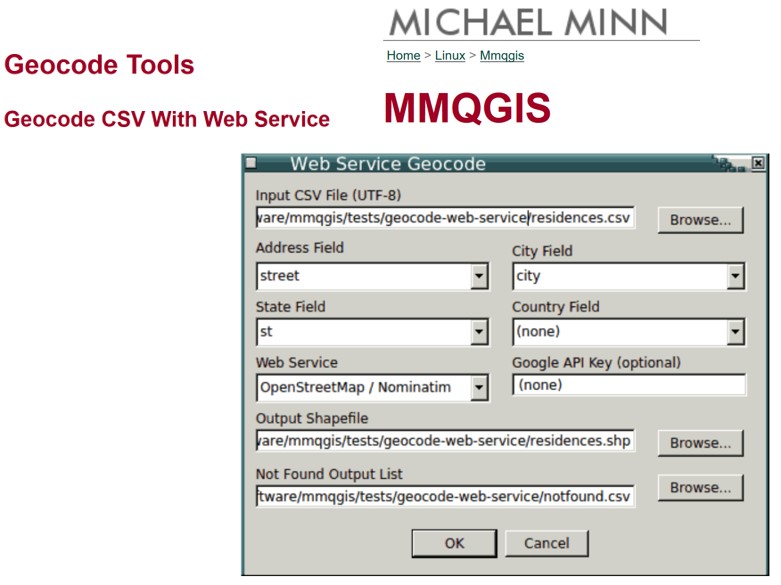 MICHAEL MINN
Home > Linux > Mmqgis
Geocode Tools
Geocode CSV With Web Service
MMQGIS
Web Service Geocode
Input CSV File (UTF-8)
ware/mmqgis/tests/geocode-web-service/residences.csv
Browse...
Address Field
City Field
street
city
State Field
Country Field
st
(none)
Web Service
Google API Key (optional)
OpenStreetMap / Nominatim
(none)
Output Shapefile
ware/mmqgis/tests/geocode-web-service/residences.shp
Browse...
Not Found Output List
tware/mmqgis/tests/geocode-web-service/notfound.csv
Browse...
OK
Cancel